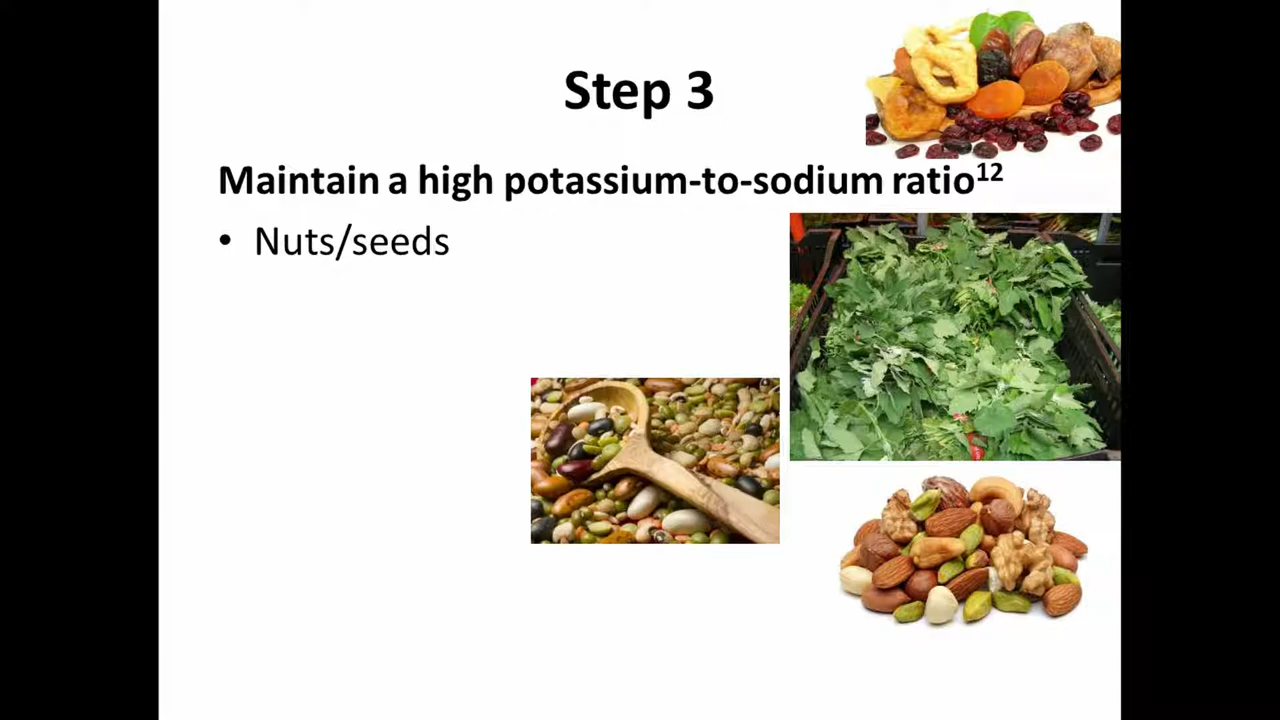 Step 3
Maintain a high potassium-to-sodium ratio¹²
• Nuts/seeds